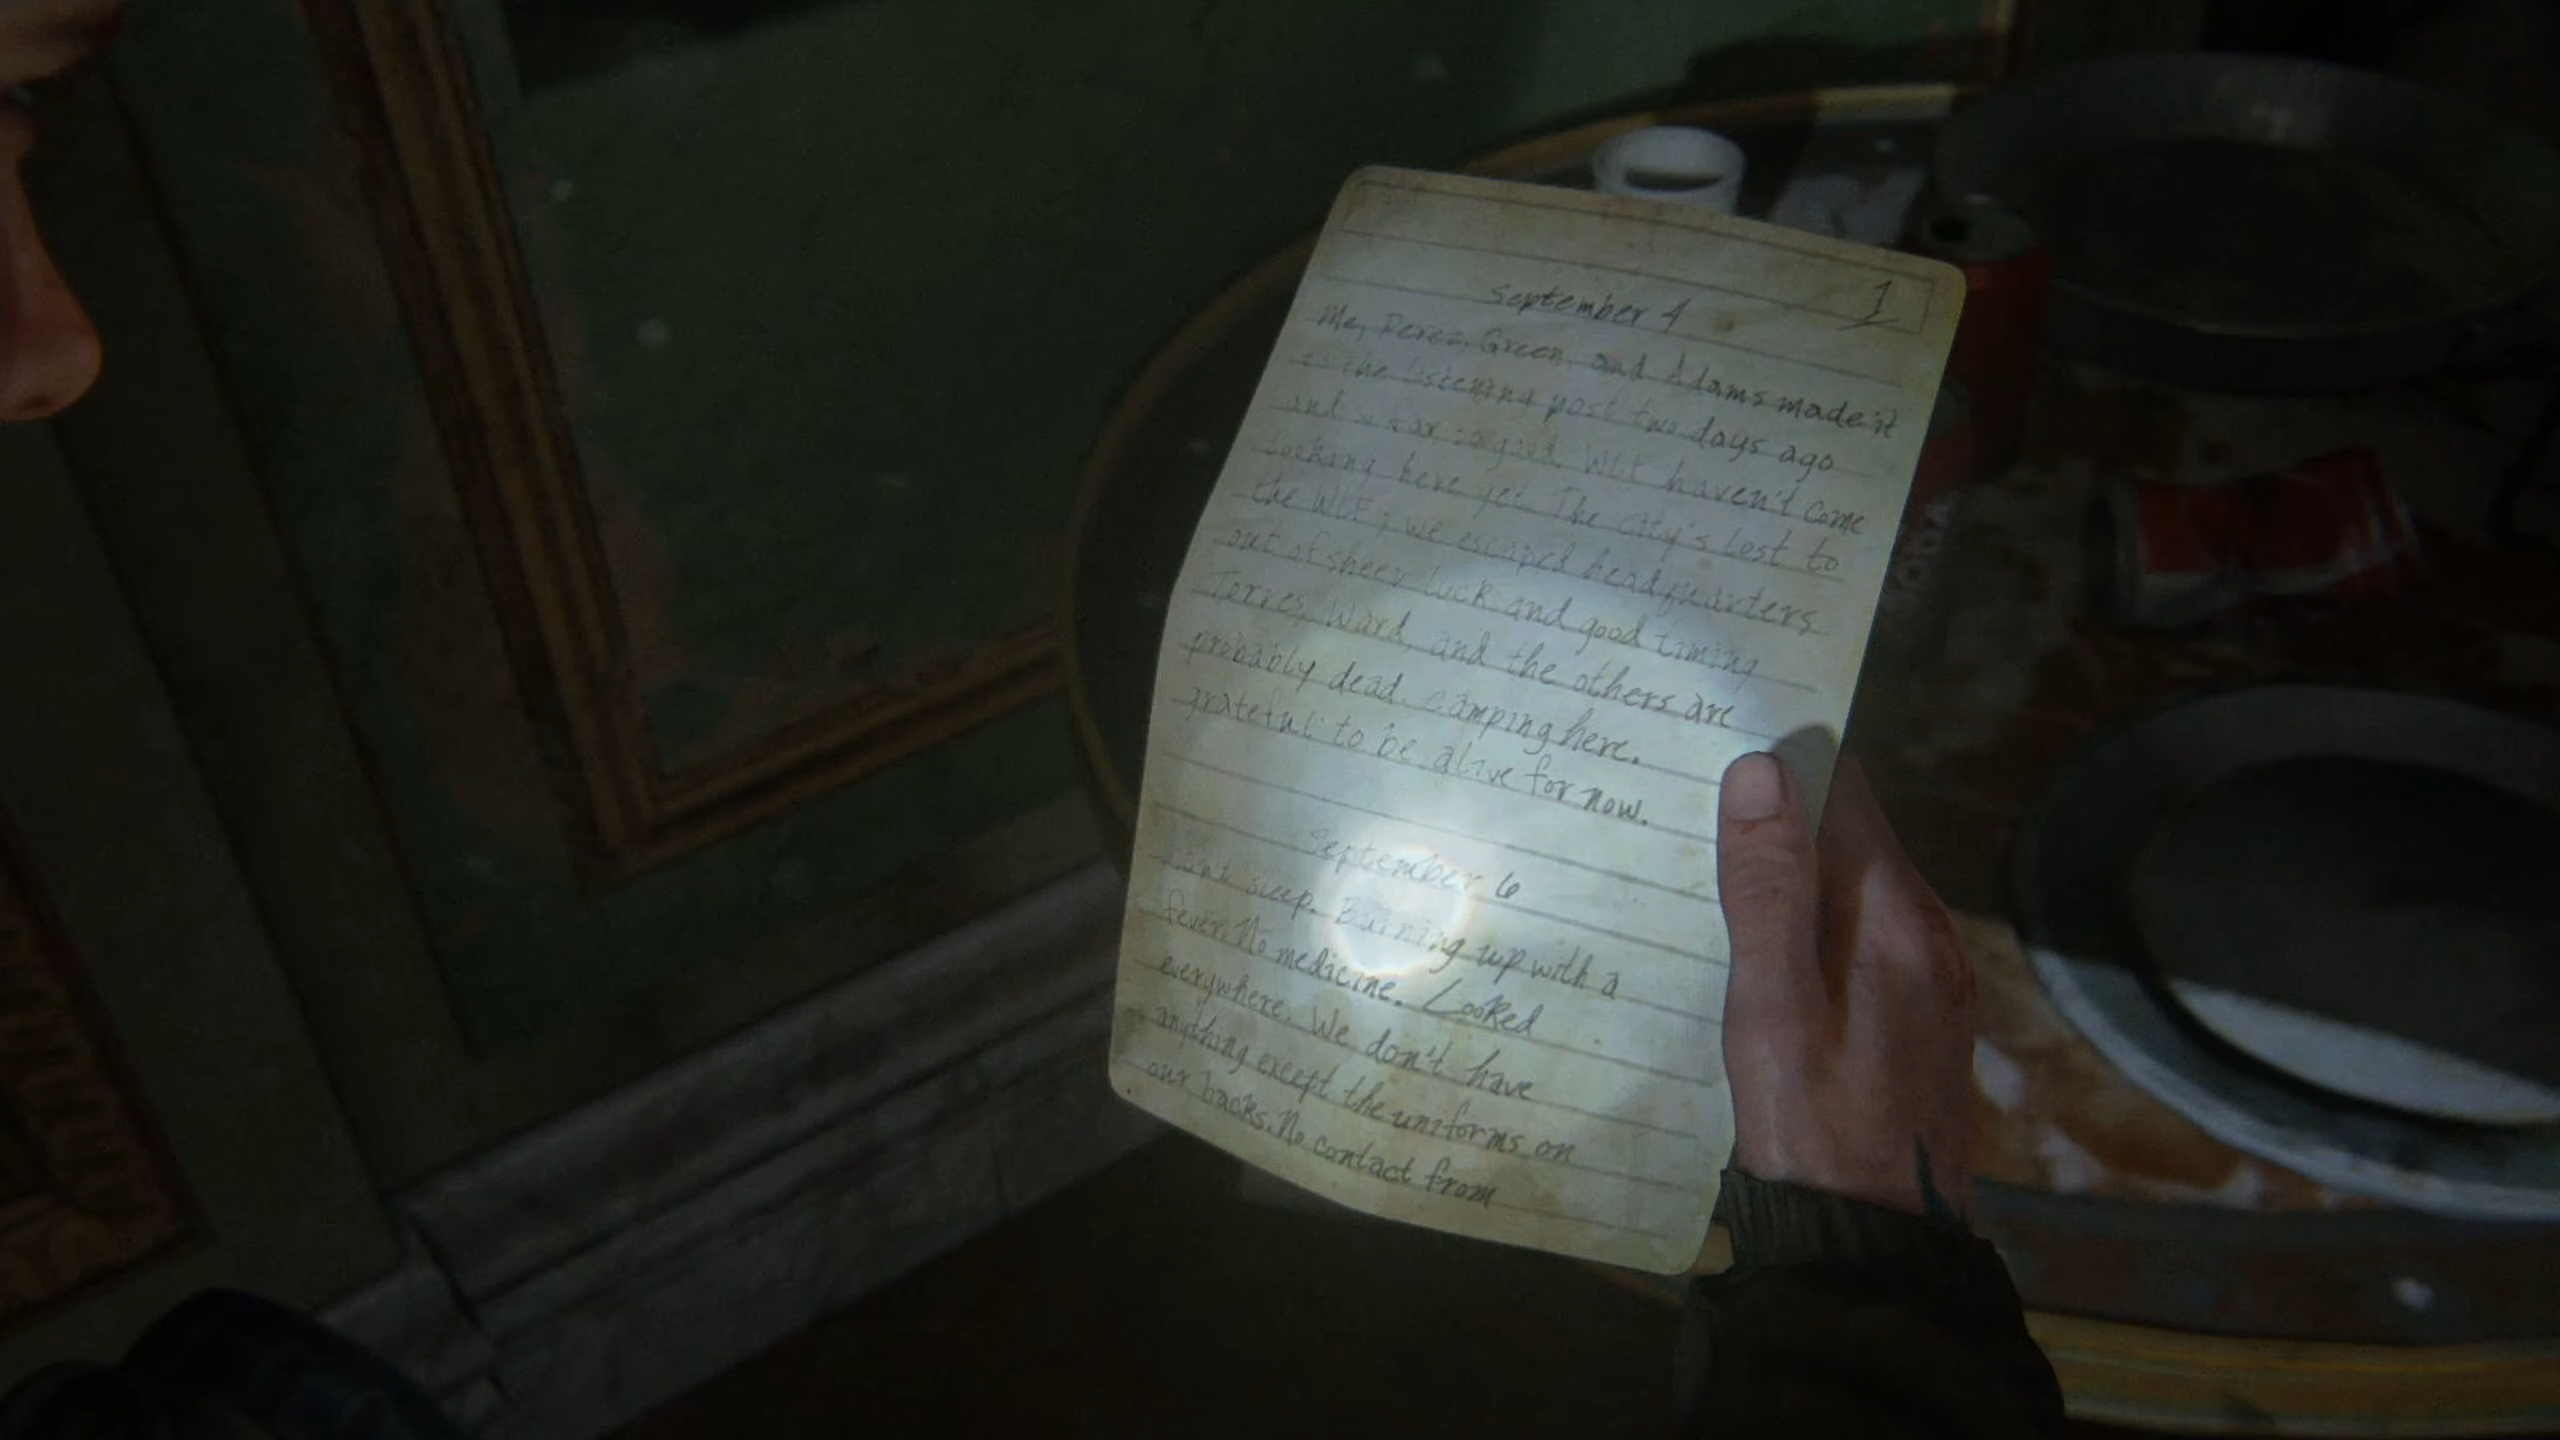 1
September 4
Me, Perez, Green, and Adams made it
to the listening post two days ago
and so far so good. WLF haven't come
looking here yet. The city's lost to
the WLF; we escaped headquarters
out of sheer luck and good timing
Torres, Ward, and the others are
probably dead. camping here.
grateful to be alive for now.
September 6
can't sleep. Burning up with a
fever. No medicine. Looked
everywhere. We don't have
anything except the uniforms on
our backs. No contact from